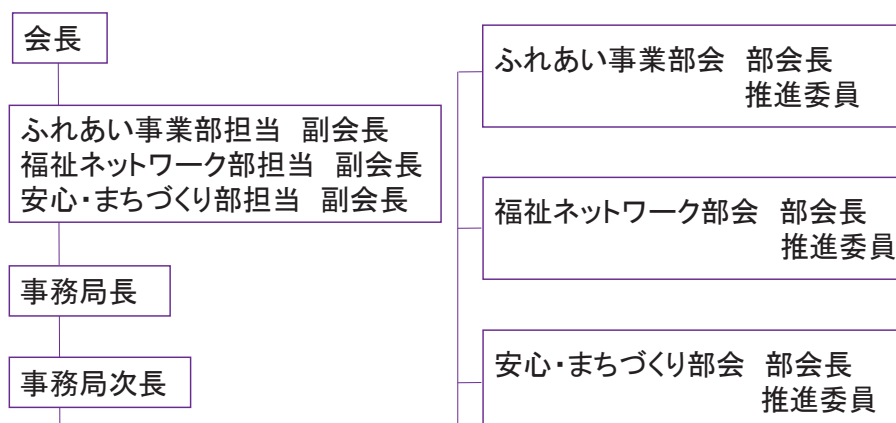 会長
ふれあい事業部担当 副会長
福祉ネットワーク部担当 副会長
安心・まちづくり部担当 副会長
事務局長
事務局次長
ふれあい事業部会 部会長
推進委員
福祉ネットワーク部会 部会長
推進委員
安心・まちづくり部会 部会長
推進委員